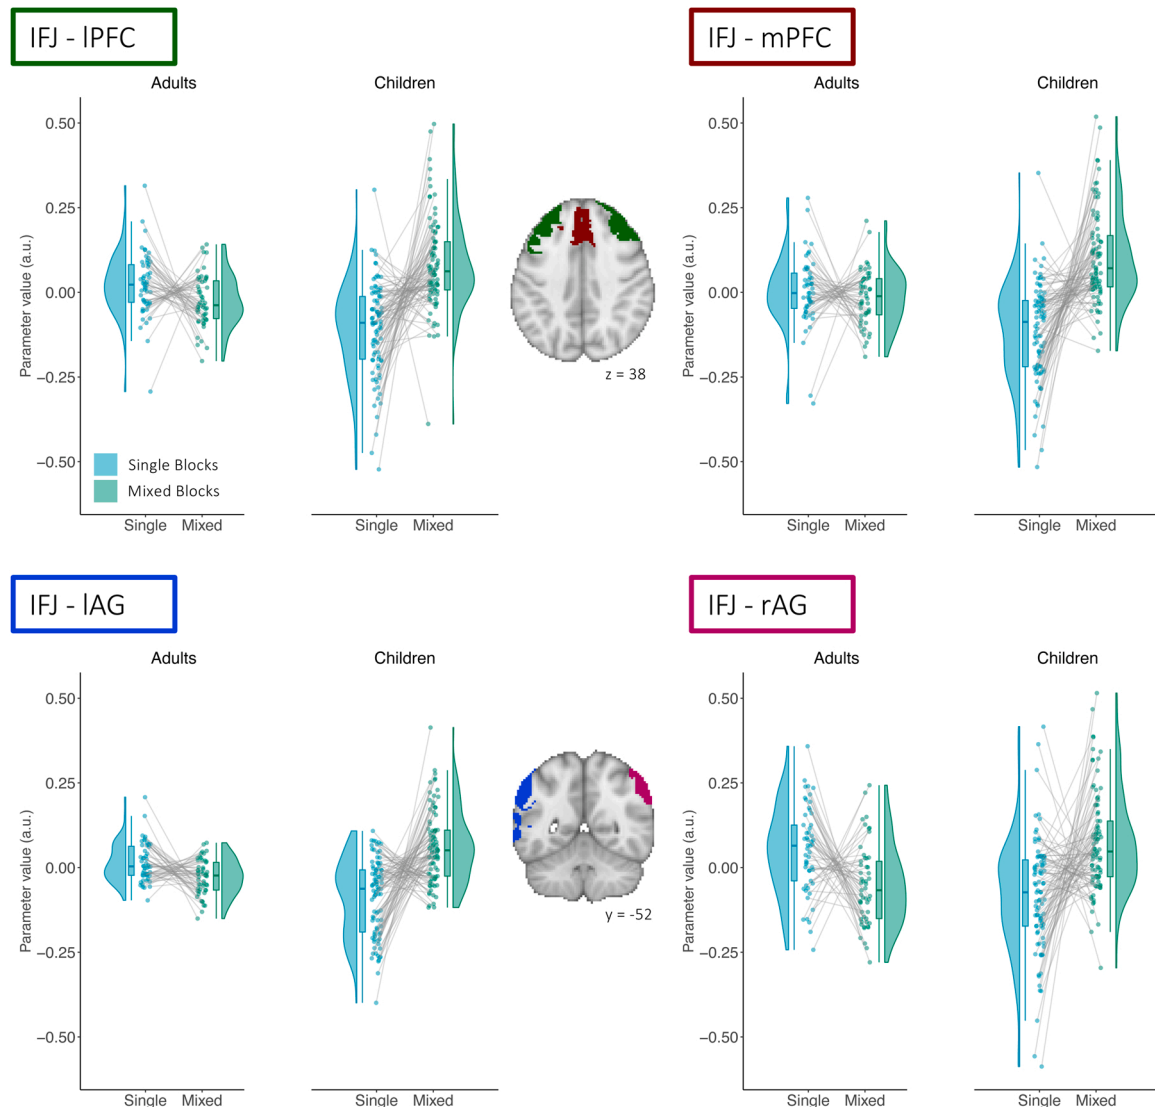 IFJ - lPFC
IFJ - mPFC
Adults
Children
Adults
Children
Parameter value (a.u.)
0.50
0.25
0.00
−0.25
−0.50
Single Blocks
Mixed Blocks
Single Mixed
Single Mixed
z = 38
Parameter value (a.u.)
0.50
0.25
0.00
−0.25
−0.50
Single Mixed
Single Mixed
IFJ - lAG
IFJ - rAG
Adults
Children
Adults
Children
Parameter value (a.u.)
0.50
0.25
0.00
−0.25
−0.50
Single Mixed
Single Mixed
y = -52
Parameter value (a.u.)
0.50
0.25
0.00
−0.25
−0.50
Single Mixed
Single Mixed